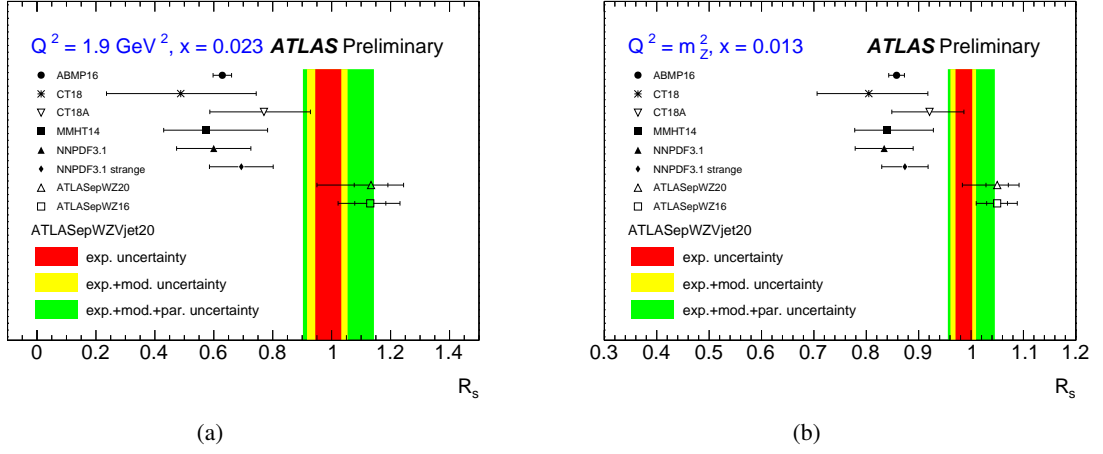 Q² = 1.9 GeV², x = 0.023 ATLAS Preliminary
ABMP16
CT18
CT18A
MMHT14
NNPDF3.1
NNPDF3.1 strange
ATLASepWZ20
ATLASepWZ16
ATLASepWZVjet20
exp. uncertainty
exp.+mod. uncertainty
exp.+mod.+par. uncertainty
0 0.2 0.4 0.6 0.8 1 1.2 1.4
R_s
(a)
Q² = m_Z², x = 0.013 ATLAS Preliminary
ABMP16
CT18
CT18A
MMHT14
NNPDF3.1
NNPDF3.1 strange
ATLASepWZ20
ATLASepWZ16
ATLASepWZVjet20
exp. uncertainty
exp.+mod. uncertainty
exp.+mod.+par. uncertainty
0.3 0.4 0.5 0.6 0.7 0.8 0.9 1 1.1 1.2
R_s
(b)